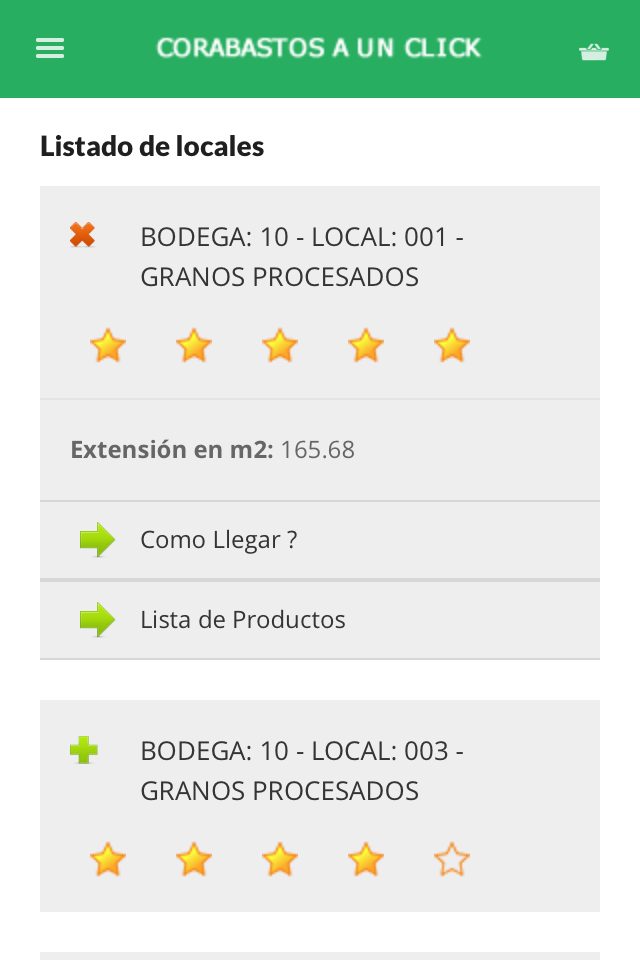 CORABASTOS A UN CLICK
Listado de locales
BODEGA: 10 - LOCAL: 001 -
GRANOS PROCESADOS
Extensión en m2: 165.68
Como Llegar ?
Lista de Productos
BODEGA: 10 - LOCAL: 003 -
GRANOS PROCESADOS